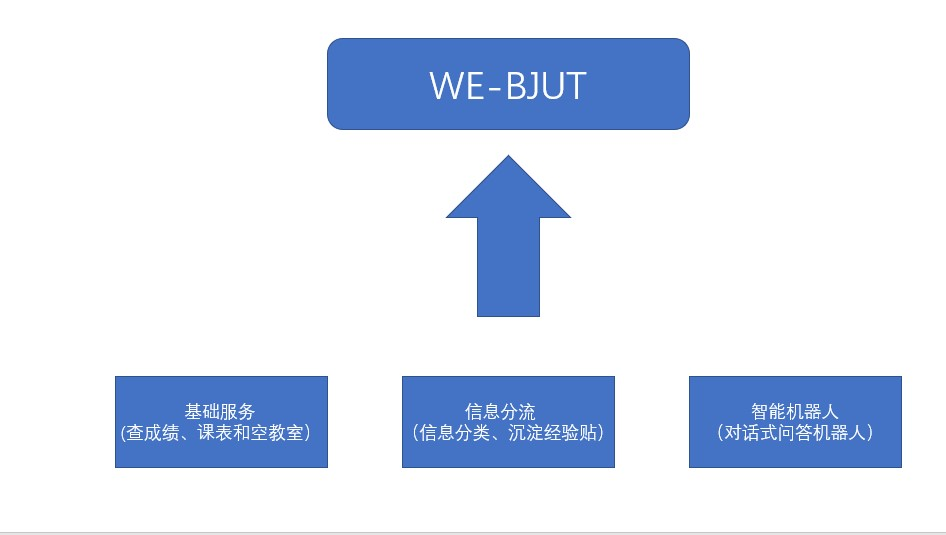 WE-BJUT
基础服务
(查成绩、课表和空教室）
信息分流
（信息分类、沉淀经验贴）
智能机器人
（对话式问答机器人）